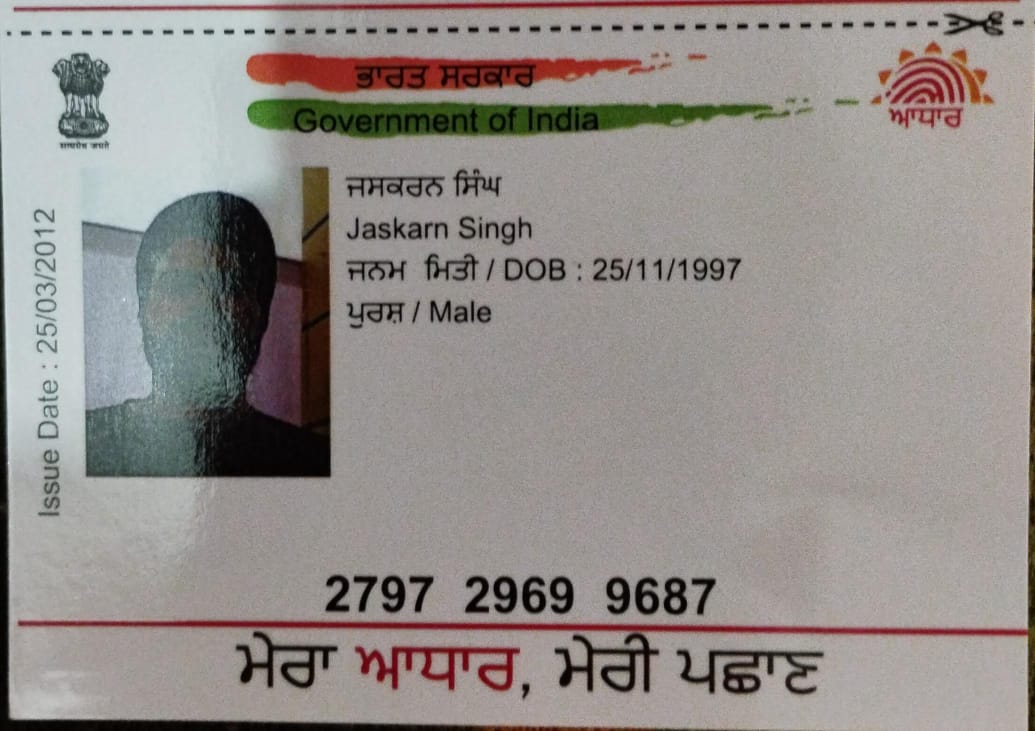 ਭਾਰਤ ਸਰਕਾਰ
Government of India
ਆਧਾਰ
सत्यमेव जयते
ਜਸਕਰਨ ਸਿੰਘ
Jaskarn Singh
ਜਨਮ ਮਿਤੀ / DOB : 25/11/1997
ਪੁਰਸ਼ / Male
Issue Date : 25/03/2012
2797 2969 9687
ਮੇਰਾ ਆਧਾਰ, ਮੇਰੀ ਪਛਾਣ